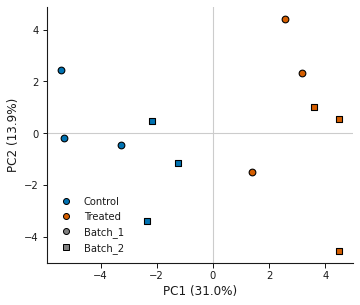 4
2
0
−2
−4
PC2 (13.9%)
Control
Treated
Batch_1
Batch_2
−4
−2
0
2
4
PC1 (31.0%)